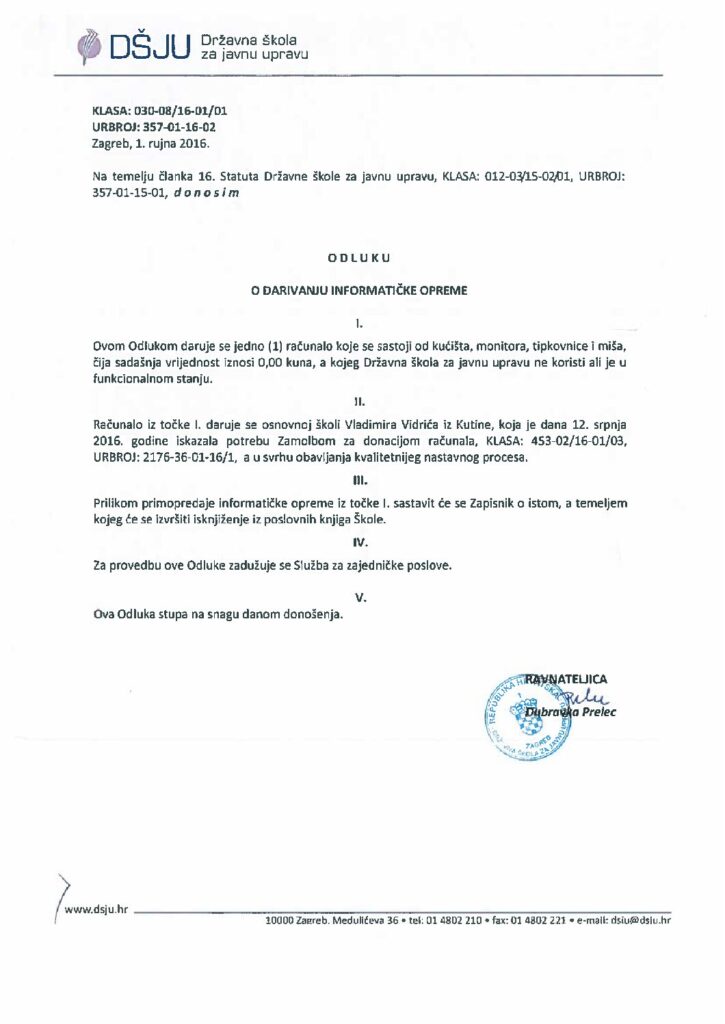 DŠJU Državna škola
za javnu upravu
KLASA: 030-08/16-01/01
URBROJ: 357-01-16-02
Zagreb, 1. rujna 2016.
Na temelju članka 16. Statuta Državne škole za javnu upravu, KLASA: 012-03/15-02/01, URBROJ:
357-01-15-01, d o n o s i m
O D L U K U
O DARIVANJU INFORMATIČKE OPREME
I.
Ovom Odlukom daruje se jedno (1) računalo koje se sastoji od kućišta, monitora, tipkovnice i miša,
čija sadašnja vrijednost iznosi 0,00 kuna, a kojeg Državna škola za javnu upravu ne koristi ali je u
funkcionalnom stanju.
II.
Računalo iz točke I. daruje se osnovnoj školi Vladimira Vidrića iz Kutine, koja je dana 12. srpnja
2016. godine iskazala potrebu Zamolbom za donacijom računala, KLASA: 453-02/16-01/03,
URBROJ: 2176-36-01-16/1, a u svrhu obavljanja kvalitetnijeg nastavnog procesa.
III.
Prilikom primopredaje informatičke opreme iz točke I. sastavit će se Zapisnik o istom, a temeljem
kojeg će se izvršiti isknjiženje iz poslovnih knjiga Škole.
IV.
Za provedbu ove Odluke zadužuje se Služba za zajedničke poslove.
V.
Ova Odluka stupa na snagu danom donošenja.
RAVNATELJICA
Dubravka Prelec
REPUBLIKA HRVATSKA
ZAGREB
www.dsju.hr
10000 Zagreb, Medulićeva 36 • tel: 01 4802 210 • fax: 01 4802 221 • e-mail: dsju@dsju.hr